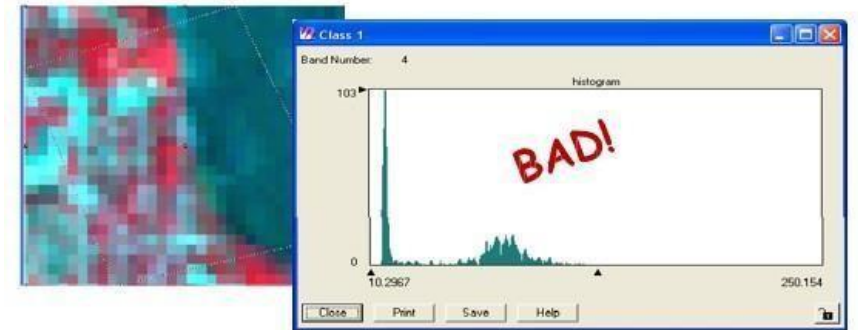 Class 1
Band Number: 4
histogram
103
BAD!
0
10.2967 250.154
Close Print Save Help